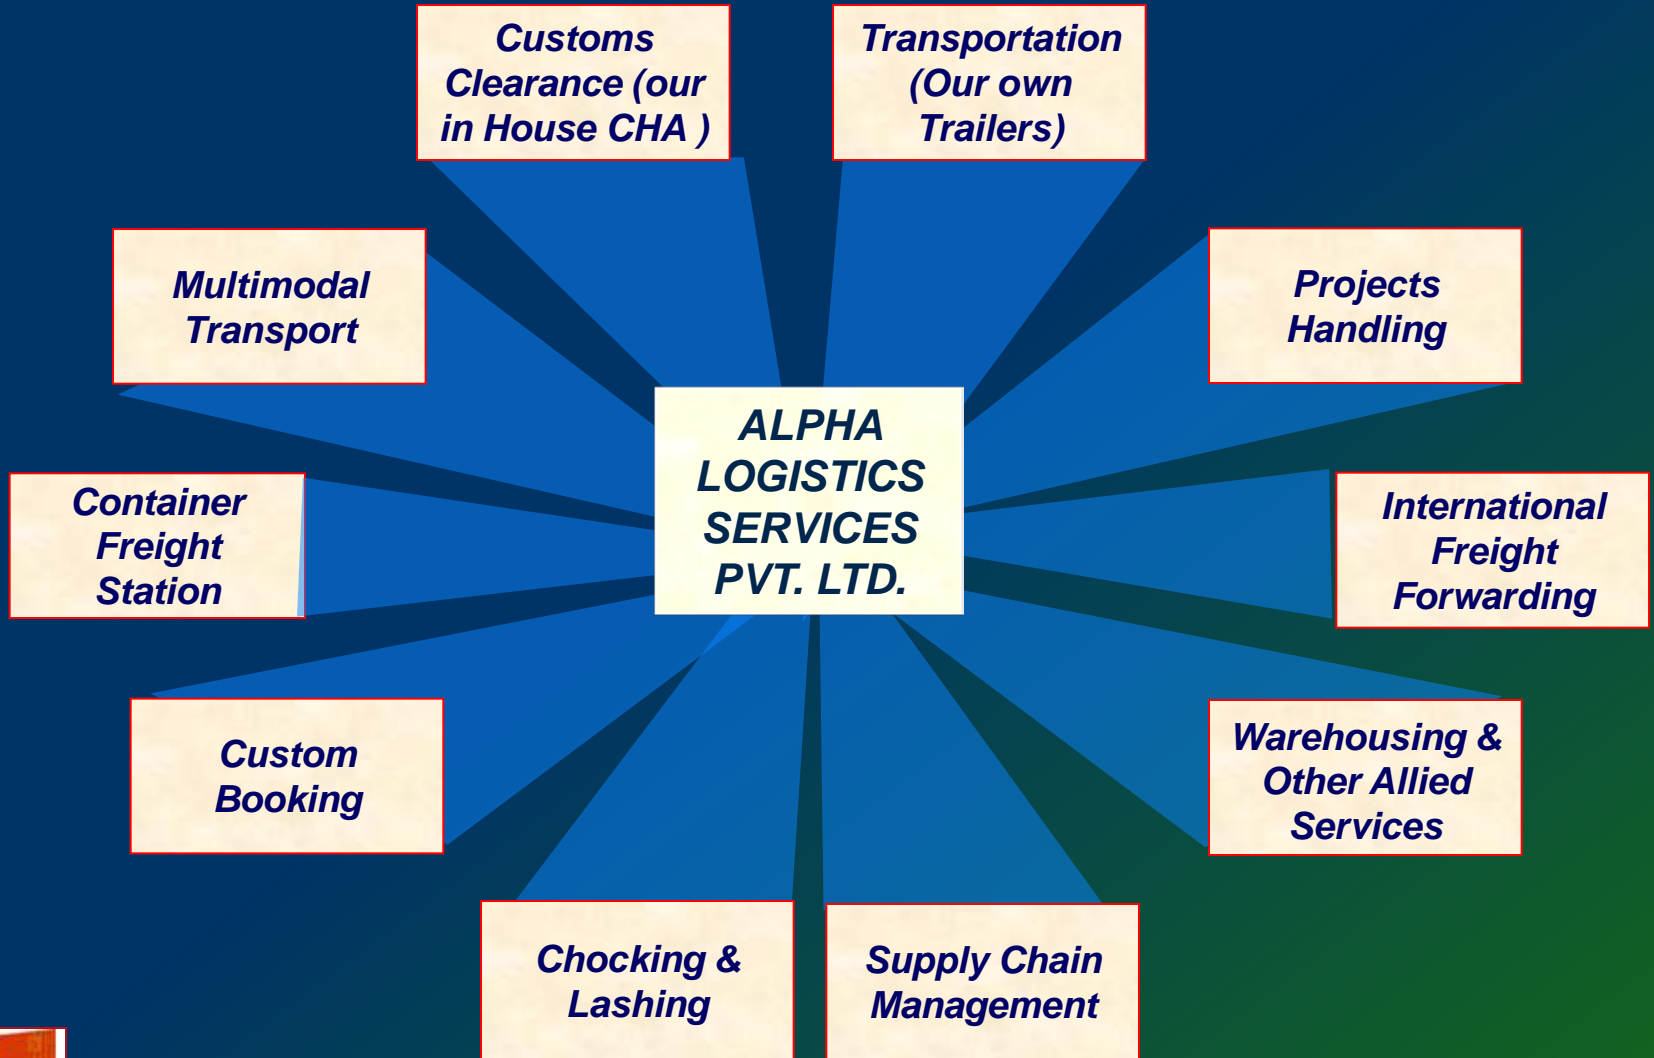 Customs
Clearance (our
in House CHA )
Transportation
(Our own
Trailers)
Multimodal
Transport
Projects
Handling
ALPHA
LOGISTICS
SERVICES
PVT. LTD.
Container
Freight
Station
International
Freight
Forwarding
Custom
Booking
Warehousing &
Other Allied
Services
Chocking &
Lashing
Supply Chain
Management